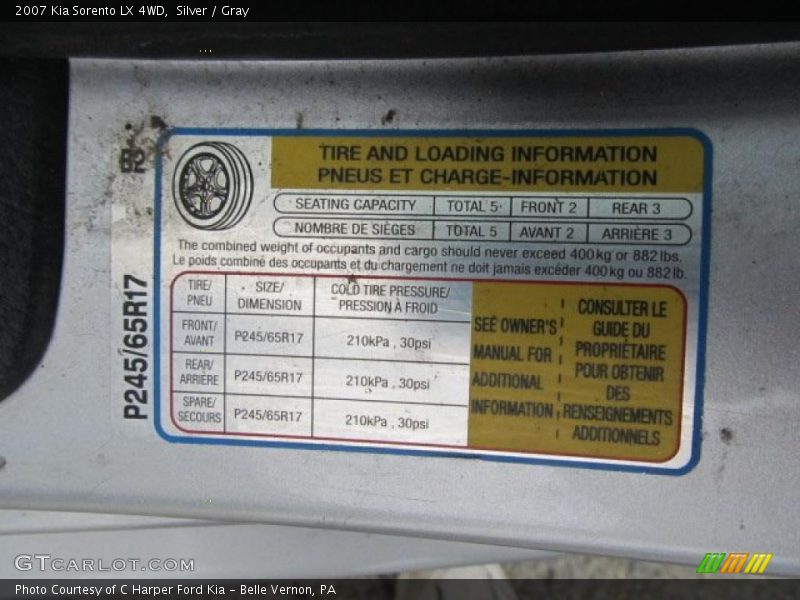 2007 Kia Sorento LX 4WD, Silver / Gray
TIRE AND LOADING INFORMATION
PNEUS ET CHARGE-INFORMATION
SEATING CAPACITY TOTAL 5 FRONT 2 REAR 3
NOMBRE DE SIÈGES TOTAL 5 AVANT 2 ARRIÈRE 3
The combined weight of occupants and cargo should never exceed 400kg or 882 lbs.
Le poids combiné des occupants et du chargement ne doit jamais excéder 400 kg ou 882 lb.
TIRE/ PNEU SIZE/ DIMENSION COLD TIRE PRESSURE/ PRESSION À FROID
FRONT/ AVANT P245/65R17 210kPa , 30psi
REAR/ ARRIÈRE P245/65R17 210kPa , 30psi
SPARE/ SECOURS P245/65R17 210kPa , 30psi
SEE OWNER'S
MANUAL FOR
ADDITIONAL
INFORMATION
CONSULTER LE
GUIDE DU
PROPRIÉTAIRE
POUR OBTENIR
DES
RENSEIGNEMENTS
ADDITIONNELS
P245/65R17
GTCARLOT.COM
Photo Courtesy of C Harper Ford Kia - Belle Vernon, PA